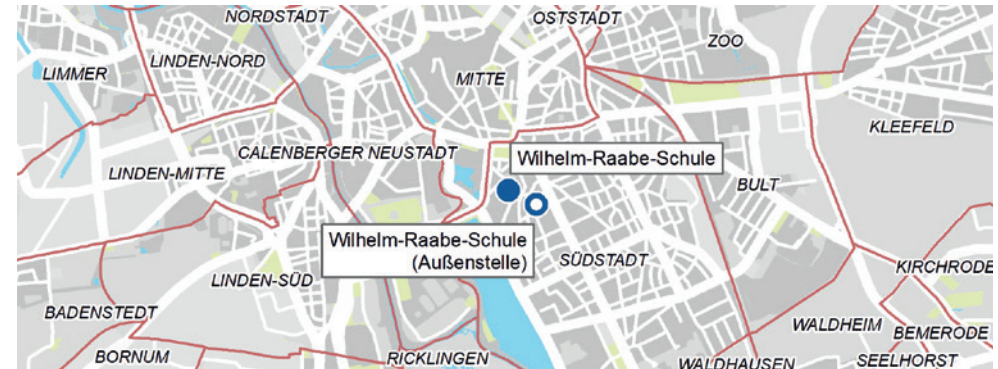 NORDSTADT
OSTSTADT
ZOO
LINDEN-NORD
LIMMER
MITTE
KLEEFELD
CALENBERGER NEUSTADT
Wilhelm-Raabe-Schule
LINDEN-MITTE
BULT
Wilhelm-Raabe-Schule
(Außenstelle)
SÜDSTADT
KIRCHRODE
LINDEN-SÜD
BADENSTEDT
WALDHEIM
BEMERODE
BORNUM
RICKLINGEN
WALDHAUSEN
SEELHORST